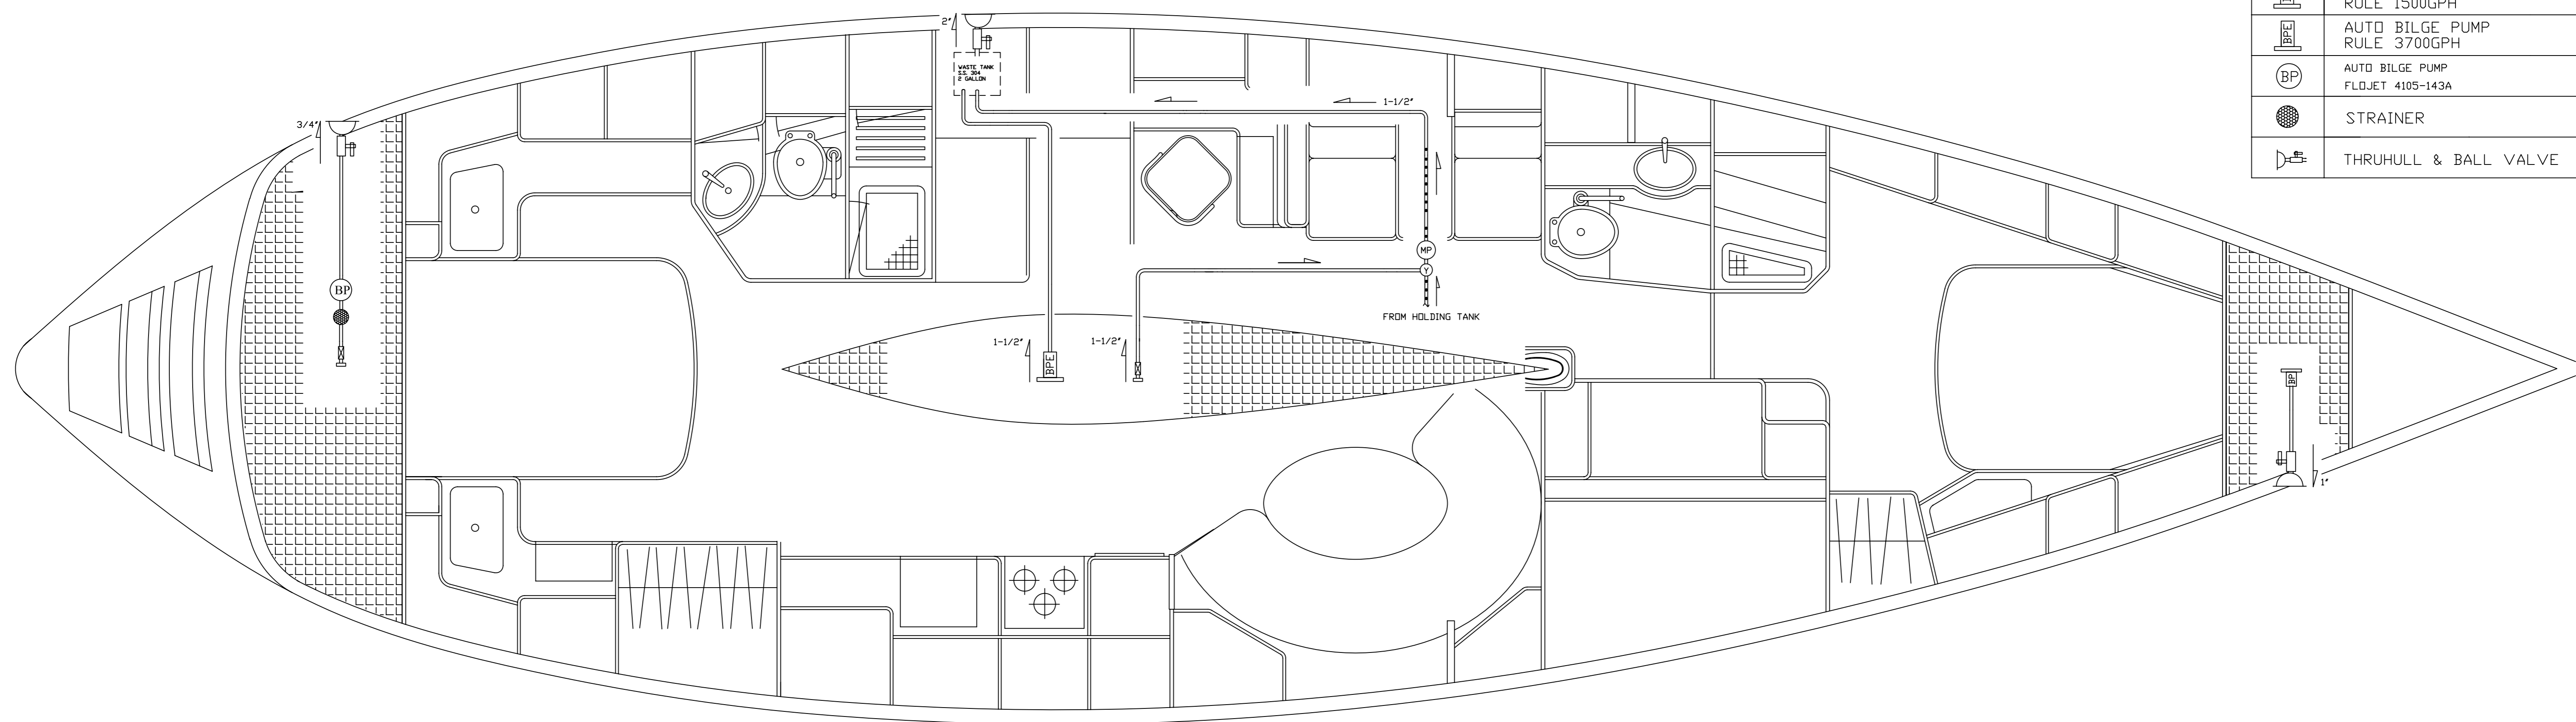 2"
WASTE TANK
S.S. 304
2 GALLON
3/4"
1-1/2"
BP
MP
Y
FROM HOLDING TANK
1-1/2"
1-1/2"
BPE
BP
1"
RULE 1500GPH
BPE
AUTO BILGE PUMP
RULE 3700GPH
BP
AUTO BILGE PUMP
FLOJET 4105-143A
STRAINER
THRUHULL & BALL VALVE